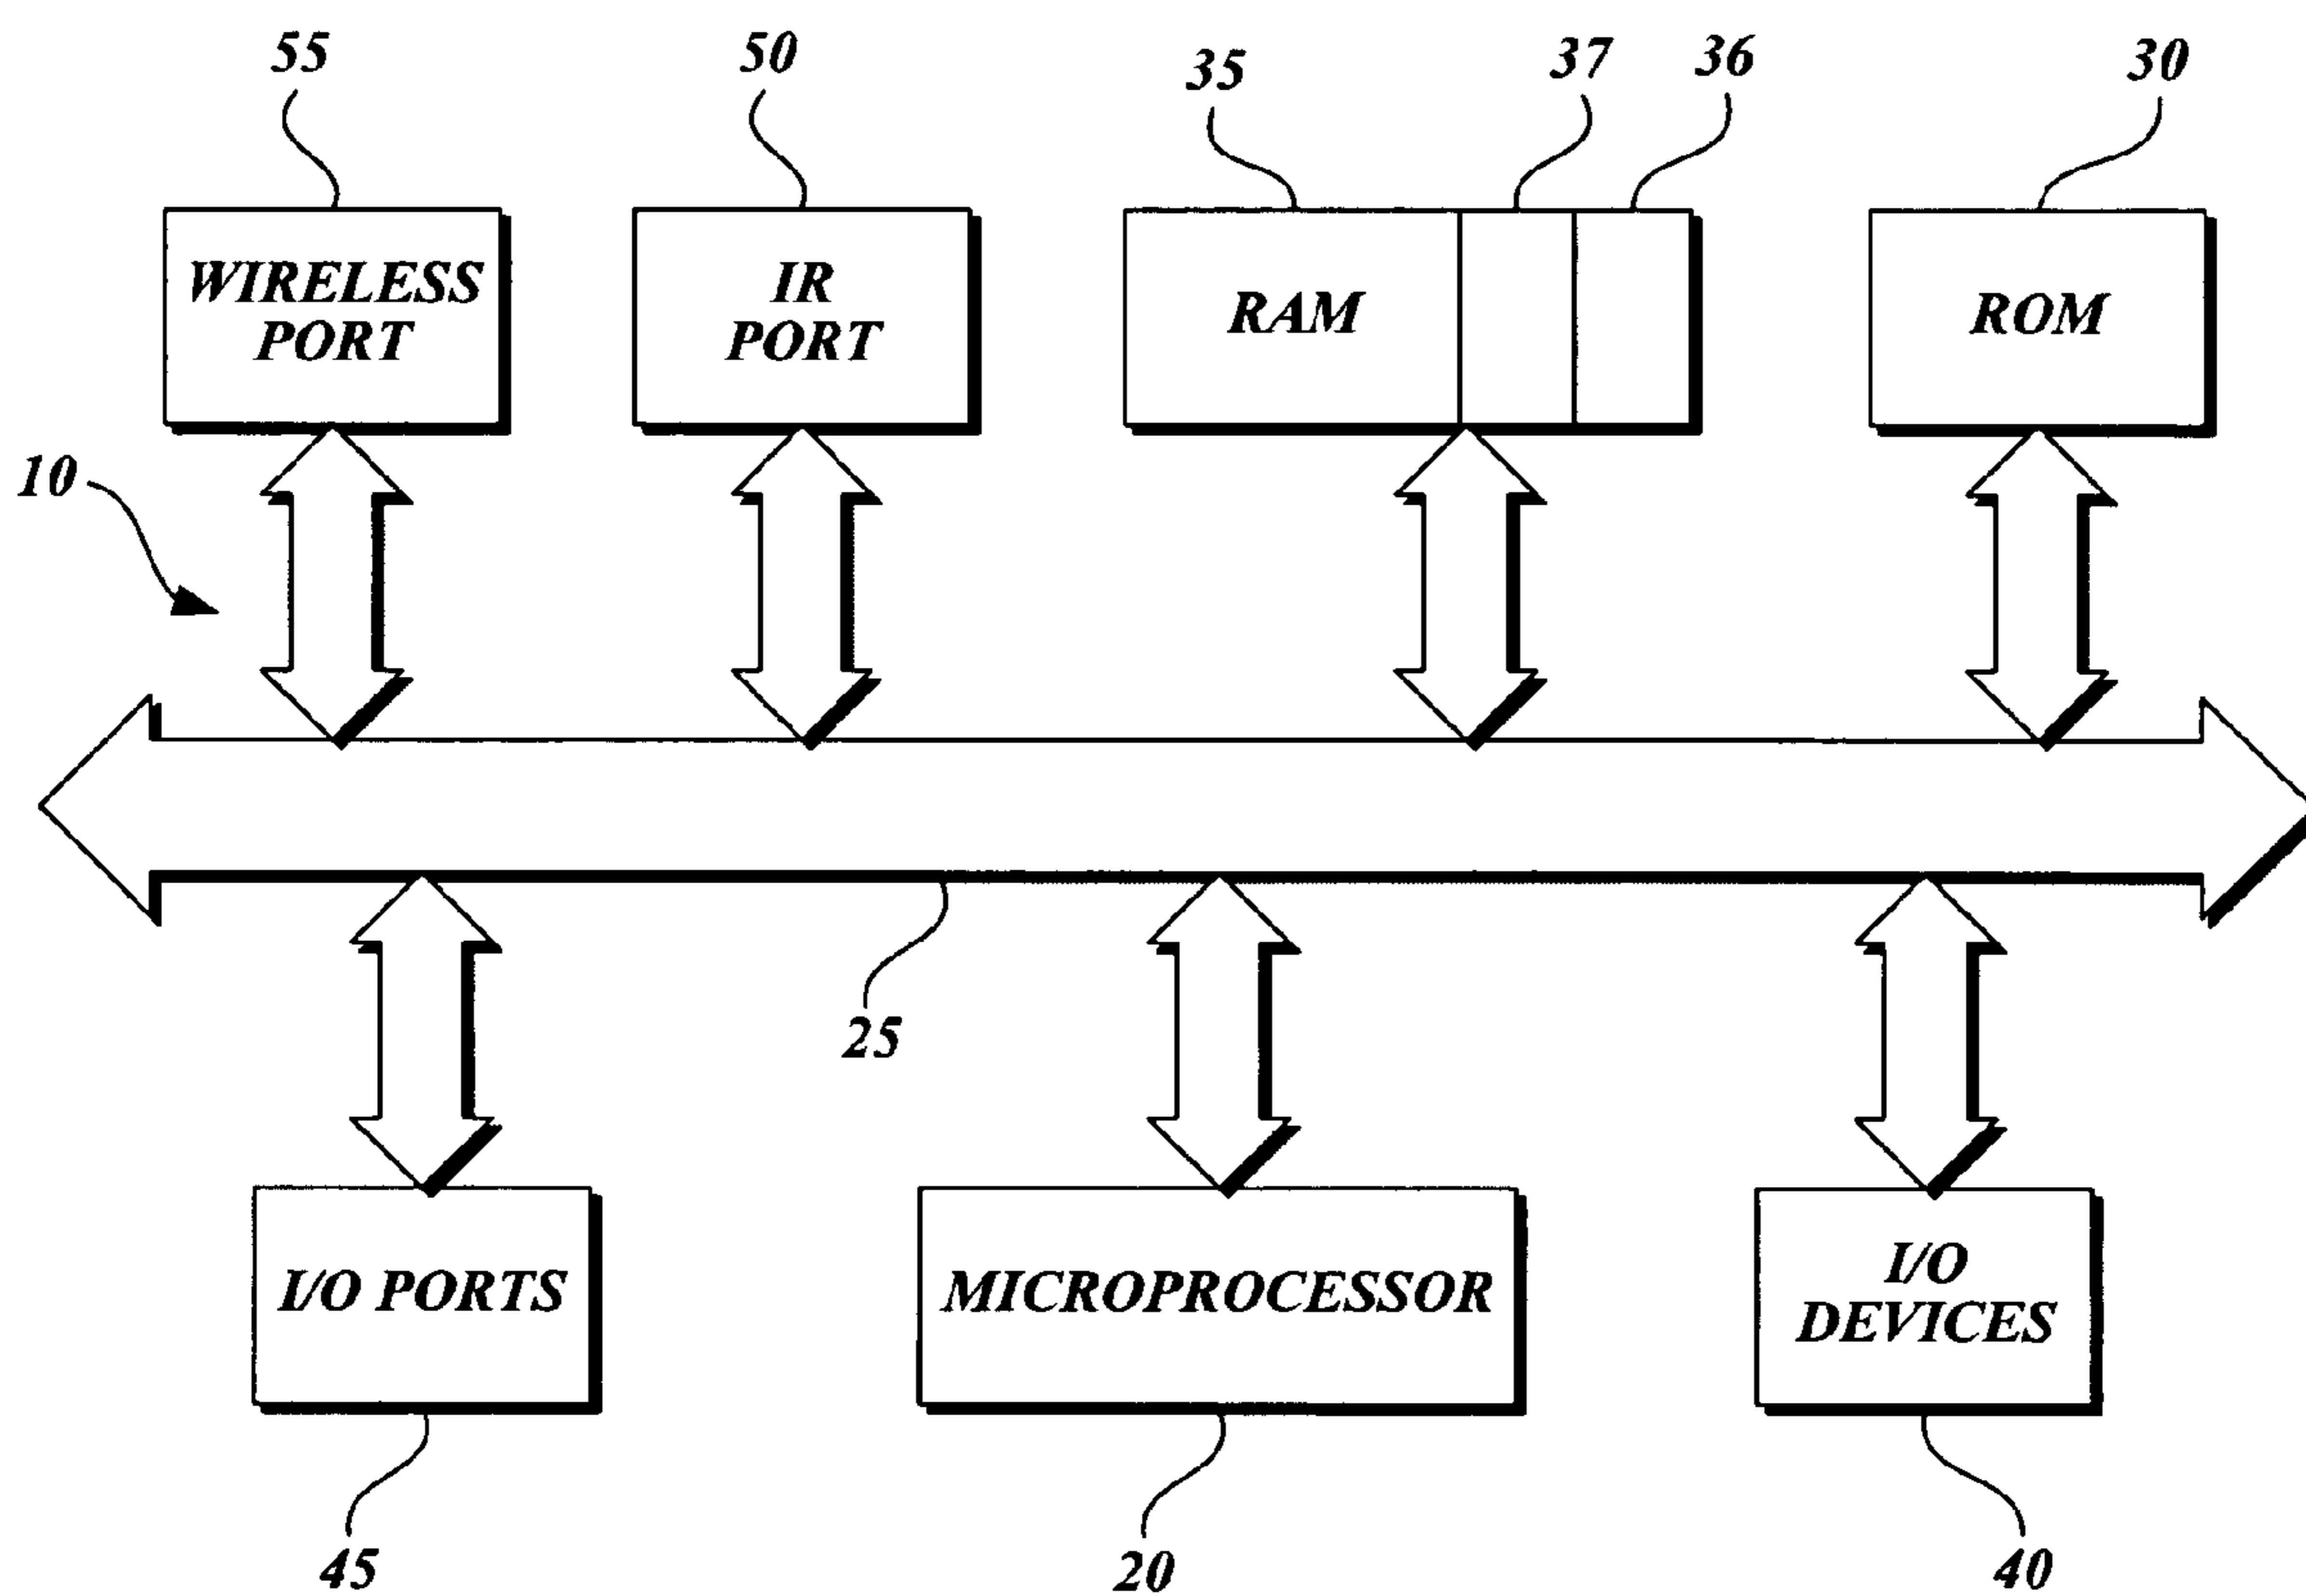 55
50
35
37
36
30
WIRELESS
PORT
IR
PORT
RAM
ROM
10
25
I/O PORTS
MICROPROCESSOR
I/O
DEVICES
45
20
40